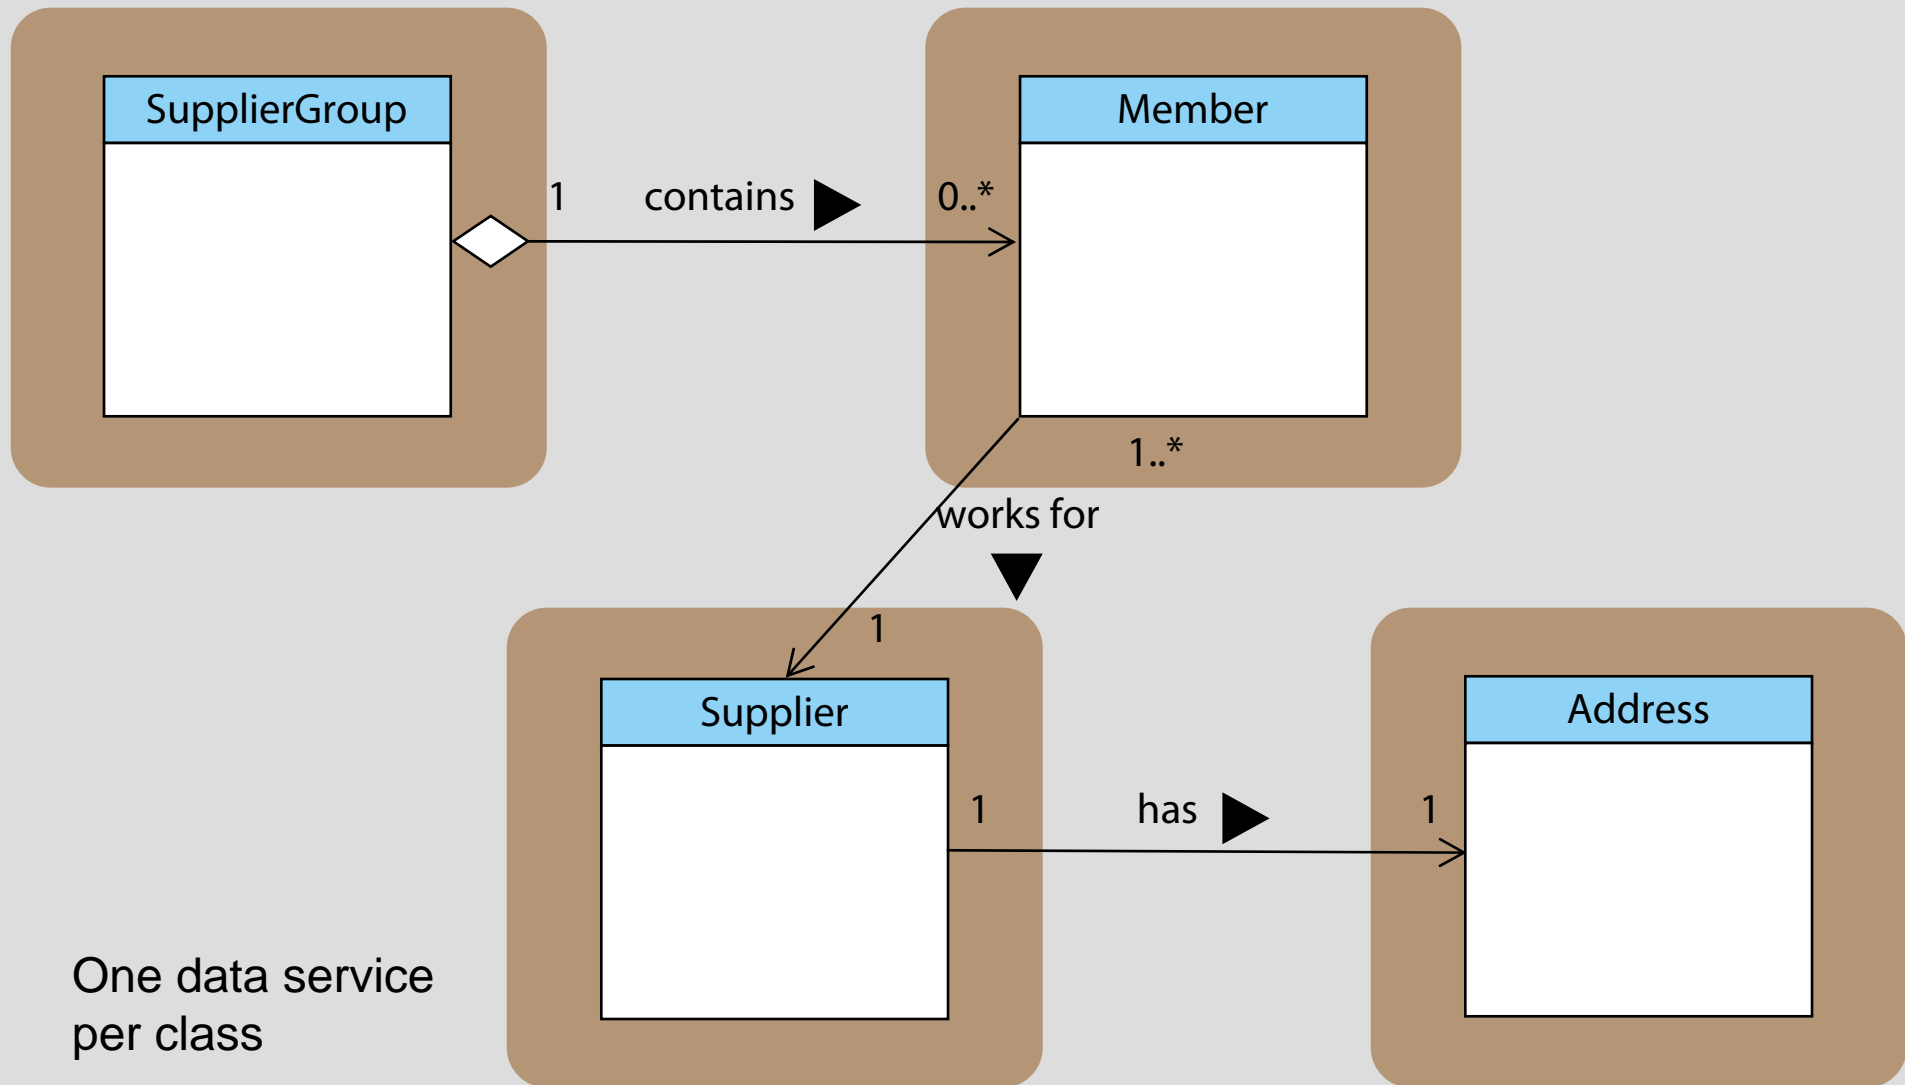 SupplierGroup
Member
1
contains
0..*
1..*
works for
1
Supplier
Address
1
has
1
One data service
per class